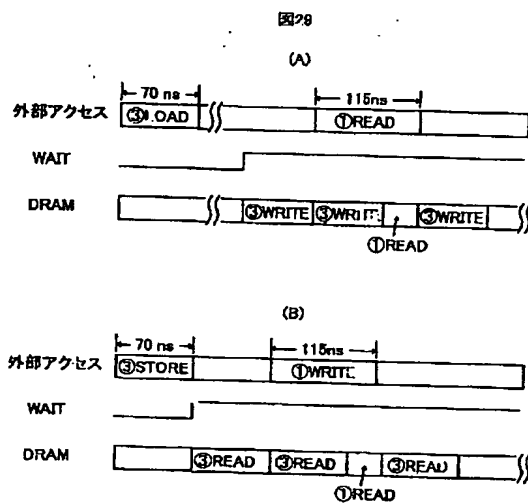 図29
(A)
70 ns
115ns
外部アクセス
③LOAD
①READ
WAIT
DRAM
③WRITE
③WRITE
③WRITE
①READ
(B)
70 ns
115ns
外部アクセス
③STORE
①WRITE
WAIT
DRAM
③READ
③READ
③READ
①READ